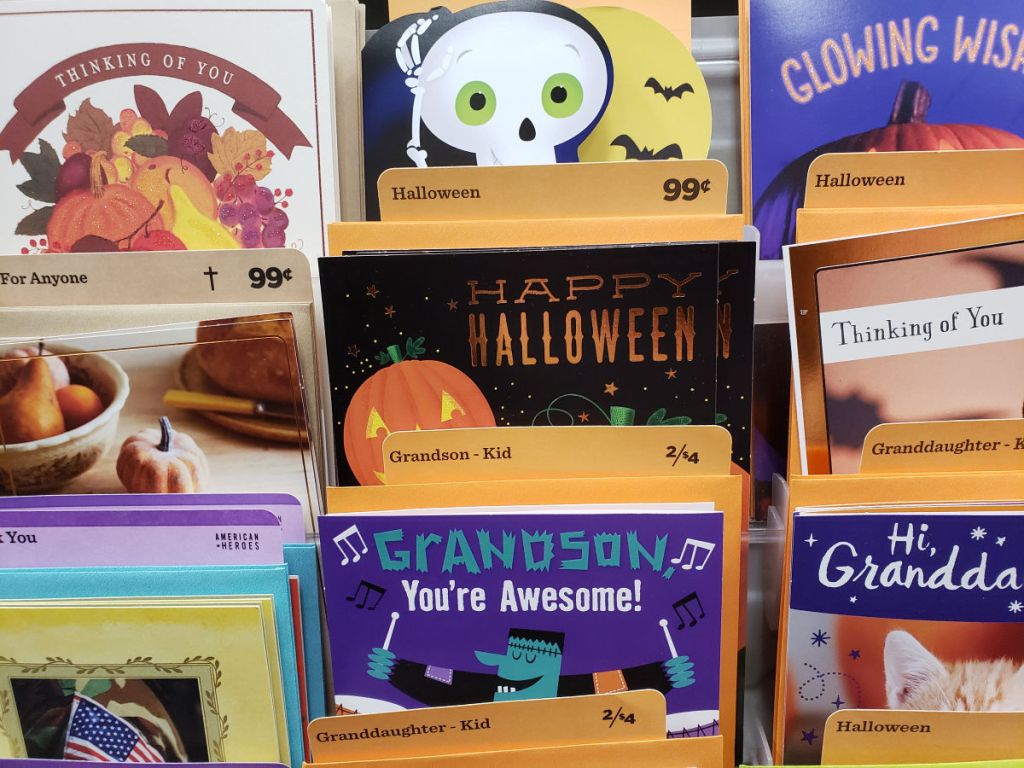 THINKING OF YOU
For Anyone
99¢
You
AMERICAN
HEROES
Halloween
99¢
HAPPY
HALLOWEEN
Grandson - Kid
2/$4
GRANDSON,
You're Awesome!
Granddaughter - Kid
2/$4
GLOWING
Halloween
Thinking of You
Granddaughter - K
Hi,
Grandda
Halloween